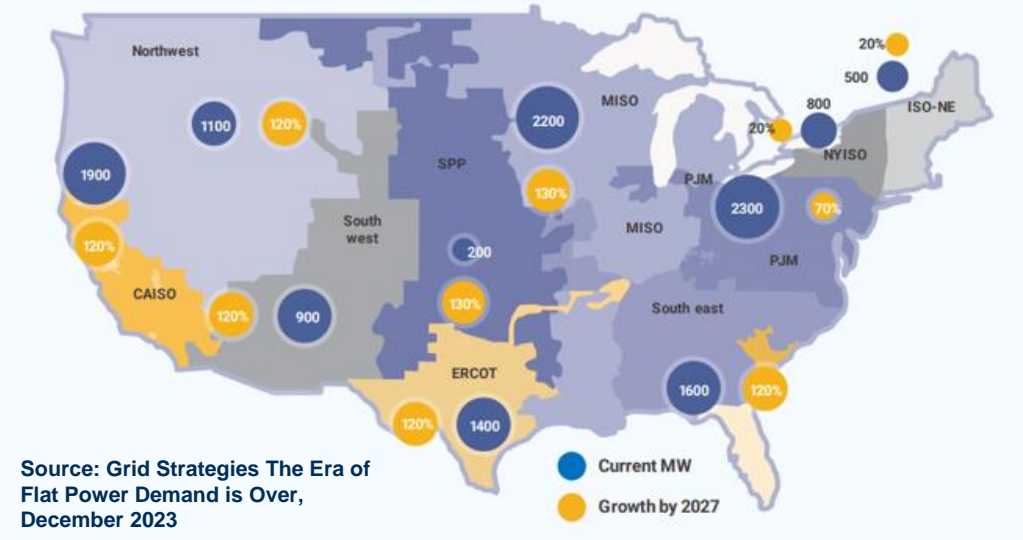 Northwest
20%
500
ISO-NE
MISO
800
20%
NYISO
1100
120%
2200
SPP
1900
130%
PJM
2300
70%
South
west
MISO
120%
200
PJM
CAISO
120%
900
130%
South east
ERCOT
1600
120%
120%
1400
Source: Grid Strategies The Era of
Flat Power Demand is Over,
December 2023
Current MW
Growth by 2027